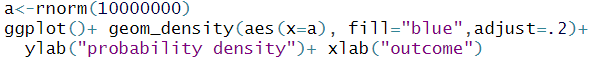 a<-rnorm(10000000)
ggplot()+ geom_density(aes(x=a), fill="blue",adjust=.2)+
  ylab("probability density")+ xlab("outcome")